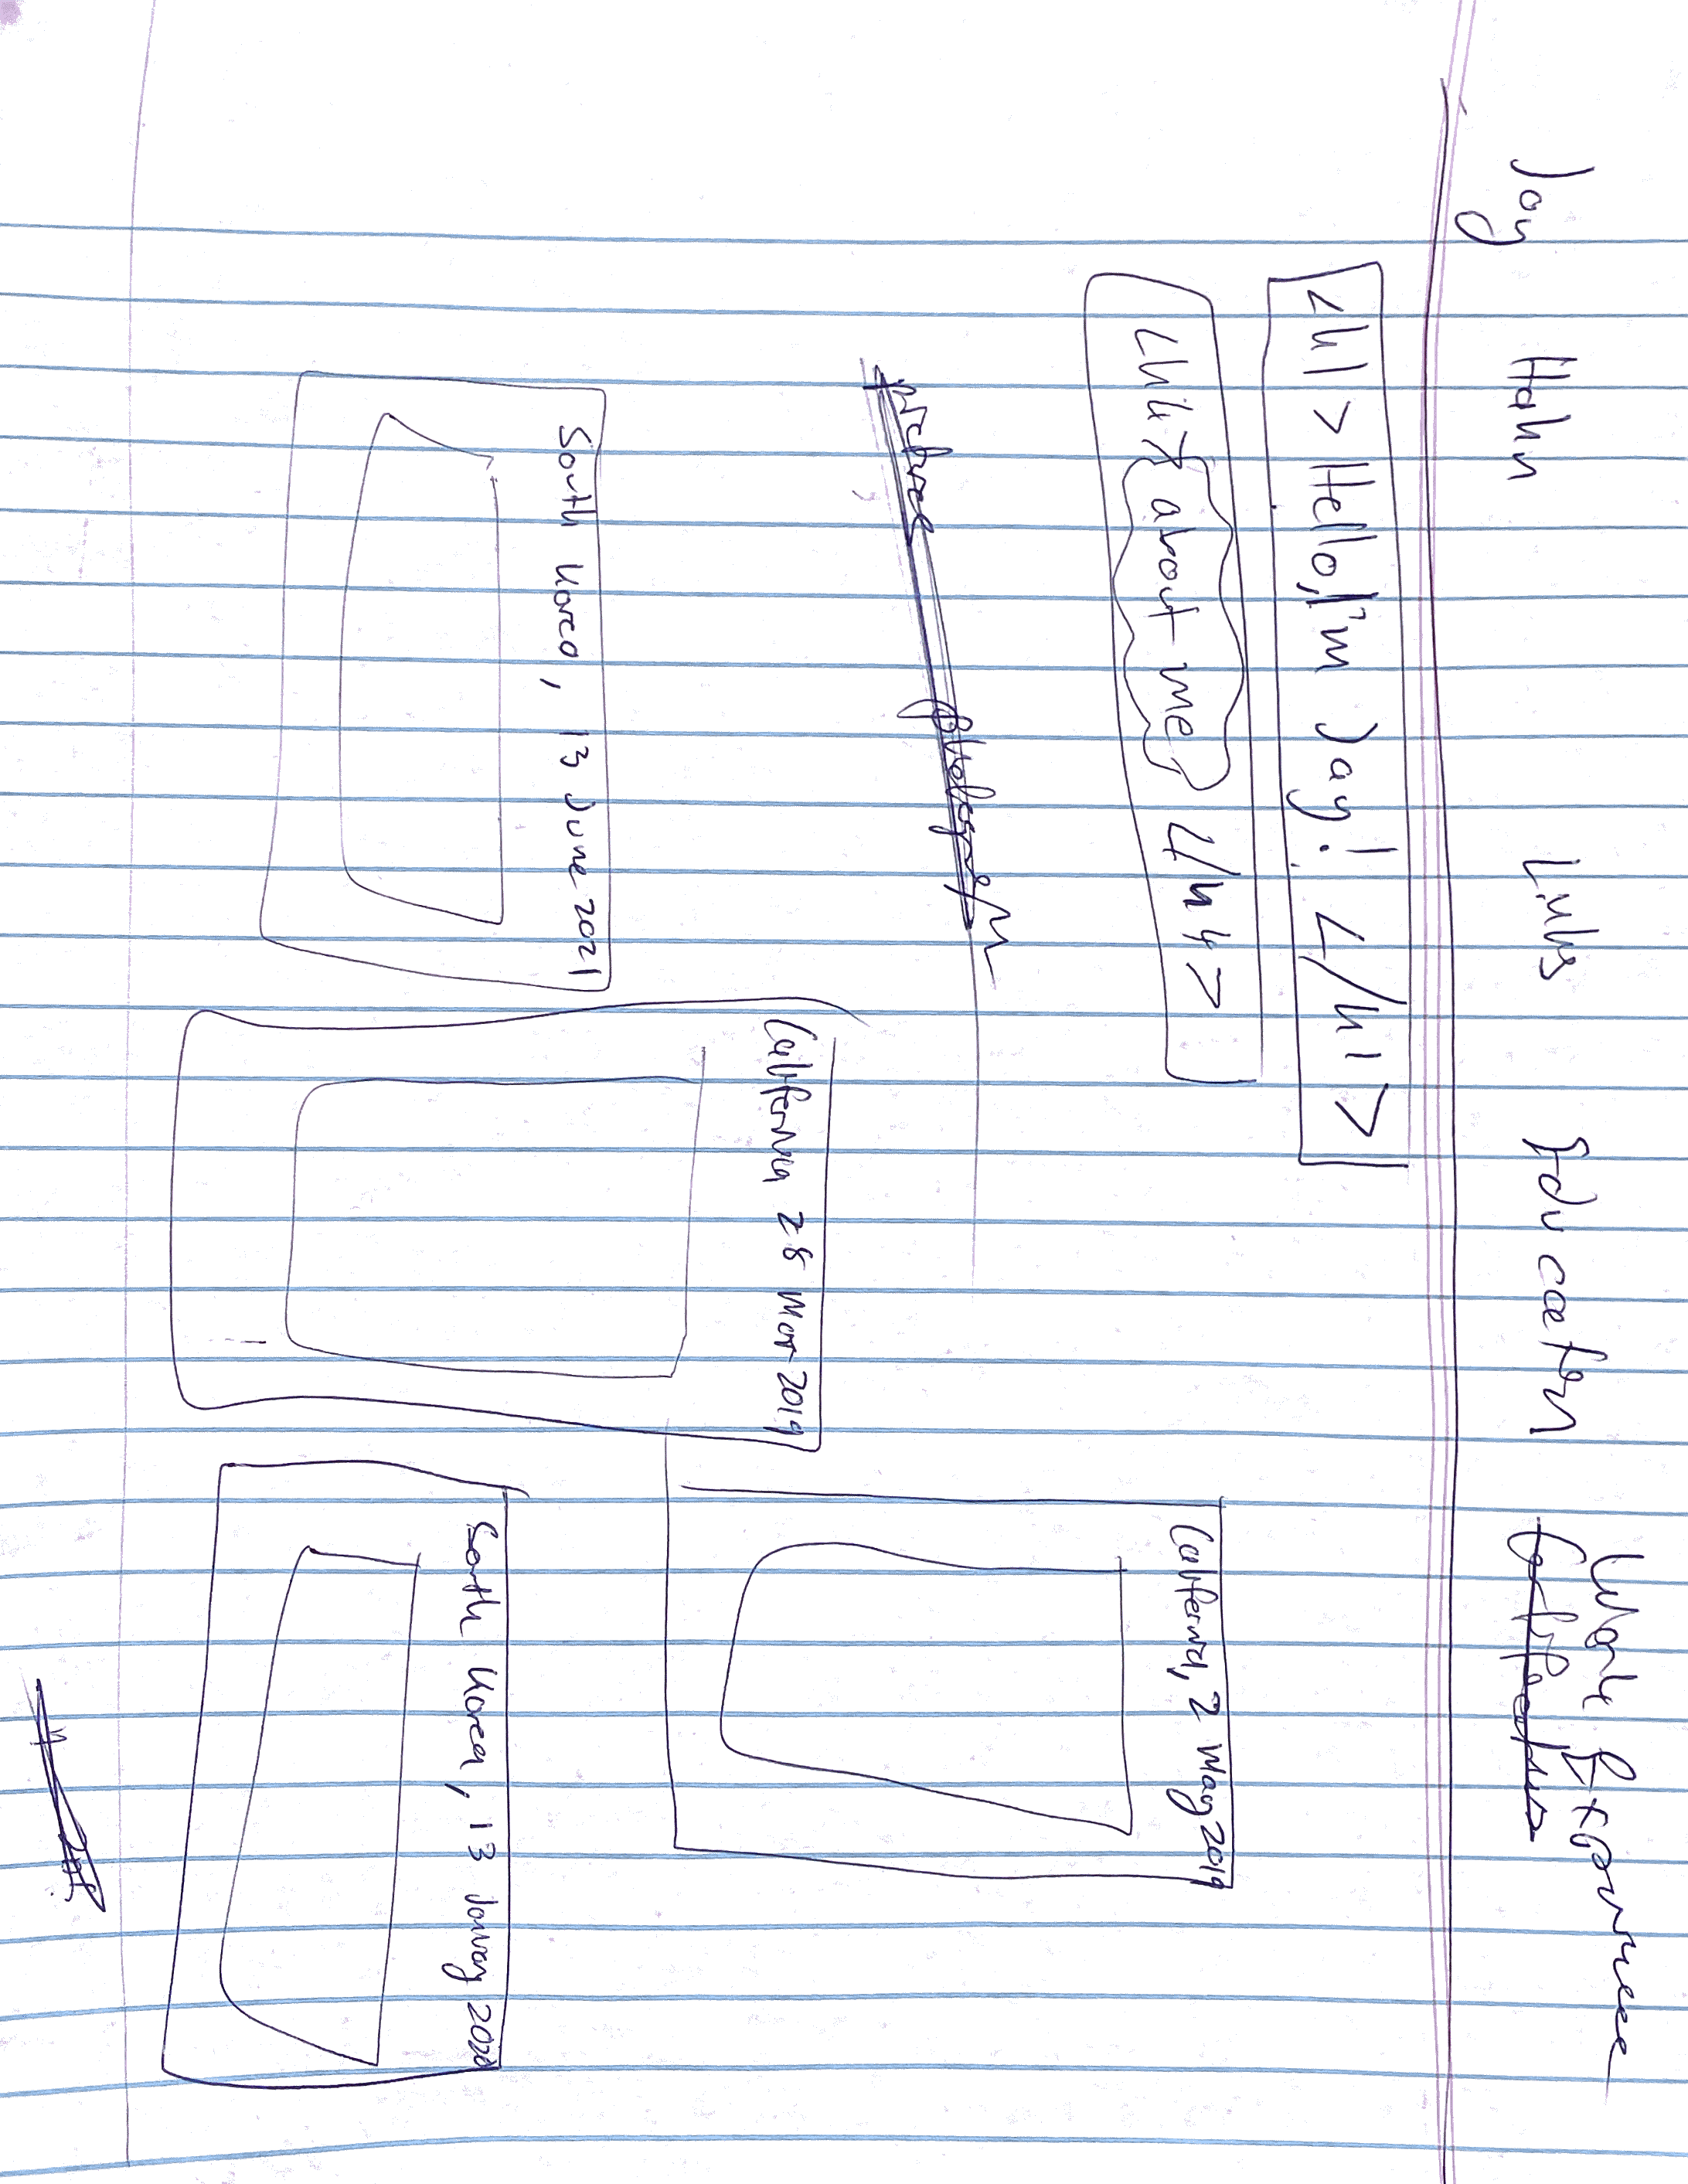 Jay Hahn Links Education Work Experience
<h1> Hello, I'm Jay! </h1>
<h4> { about me } </h4>
California, 2 May 2019
picture
California 28 Mar 2019
South Korea, 13 June 2021
South Korea, 13 January 2020